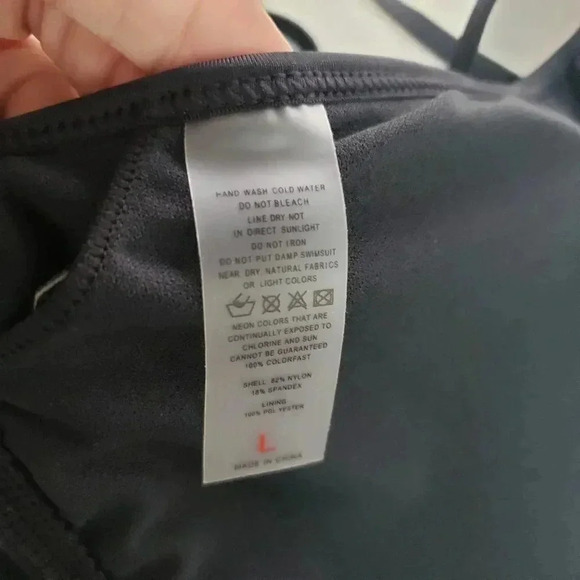 HAND WASH COLD WATER
DO NOT BLEACH
LINE DRY NOT
IN DIRECT SUNLIGHT
DO NOT IRON
DO NOT PUT DAMP SWIMSUIT
NEAR DRY, NATURAL FABRICS
OR LIGHT COLORS
NEON COLORS THAT ARE
CONTINUALLY EXPOSED TO
CHLORINE AND SUN
CANNOT BE GUARANTEED
100% COLORFAST
SHELL: 82% NYLON
18% SPANDEX
LINING
100% POLYESTER
L
MADE IN CHINA